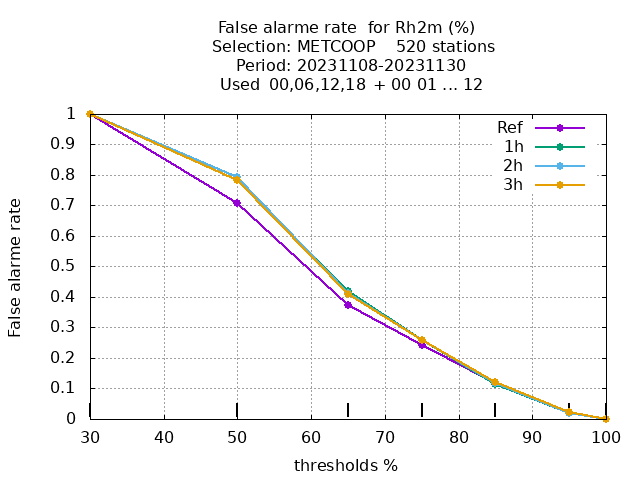 False alarme rate  for Rh2m (%)
Selection: METCOOP    520 stations
Period: 20231108-20231130
Used  00,06,12,18  + 00 01 ... 12
Ref
1h
2h
3h
False alarme rate
1
0.9
0.8
0.7
0.6
0.5
0.4
0.3
0.2
0.1
0
30 40 50 60 70 80 90 100
thresholds %